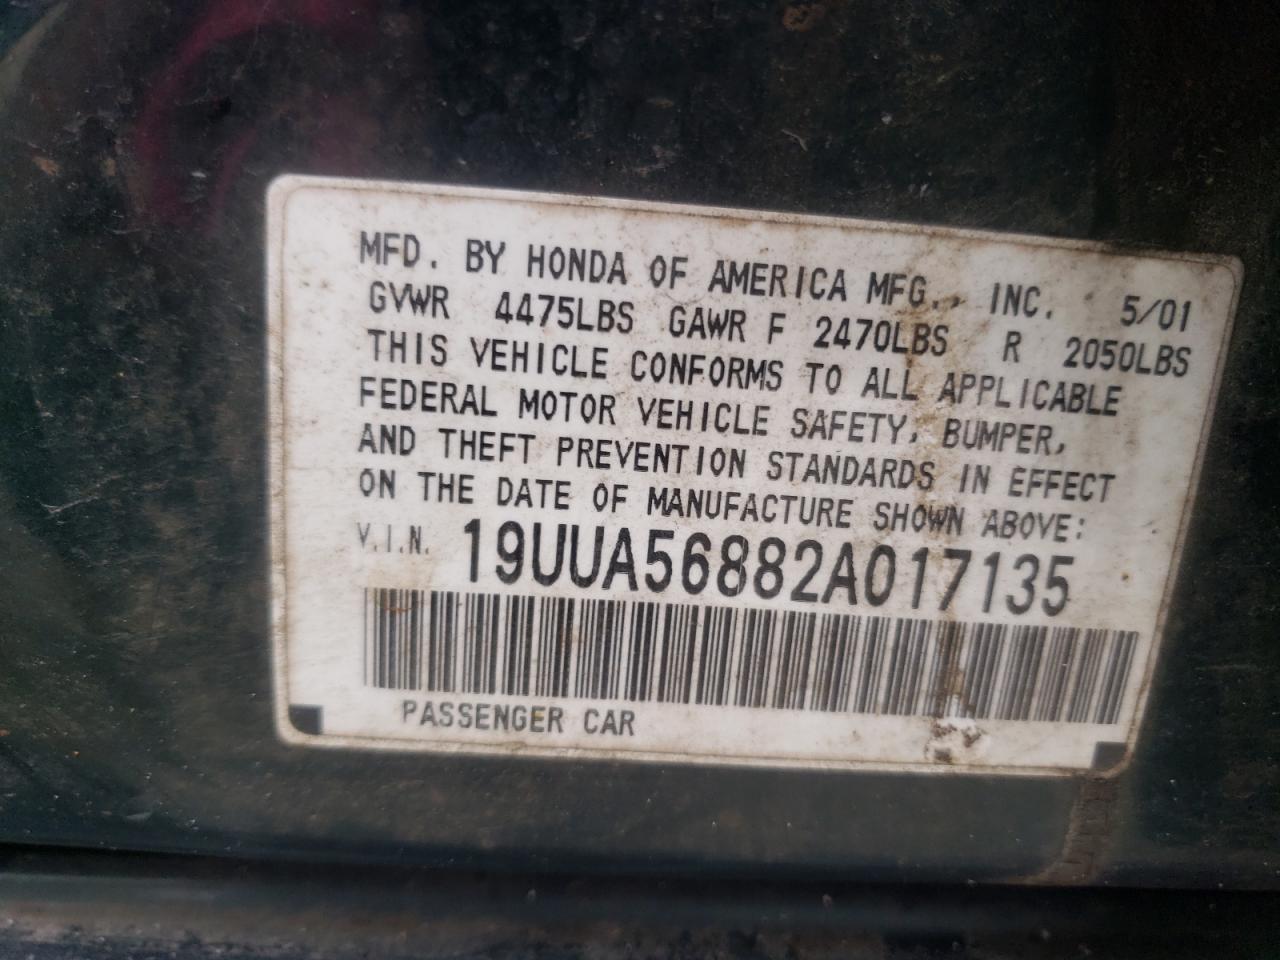 MFD. BY HONDA OF AMERICA MFG., INC. 5/01
GVWR 4475LBS GAWR F 2470LBS R 2050LBS
THIS VEHICLE CONFORMS TO ALL APPLICABLE
FEDERAL MOTOR VEHICLE SAFETY, BUMPER,
AND THEFT PREVENTION STANDARDS IN EFFECT
ON THE DATE OF MANUFACTURE SHOWN ABOVE:
V.I.N. 19UUA56882A017135
PASSENGER CAR